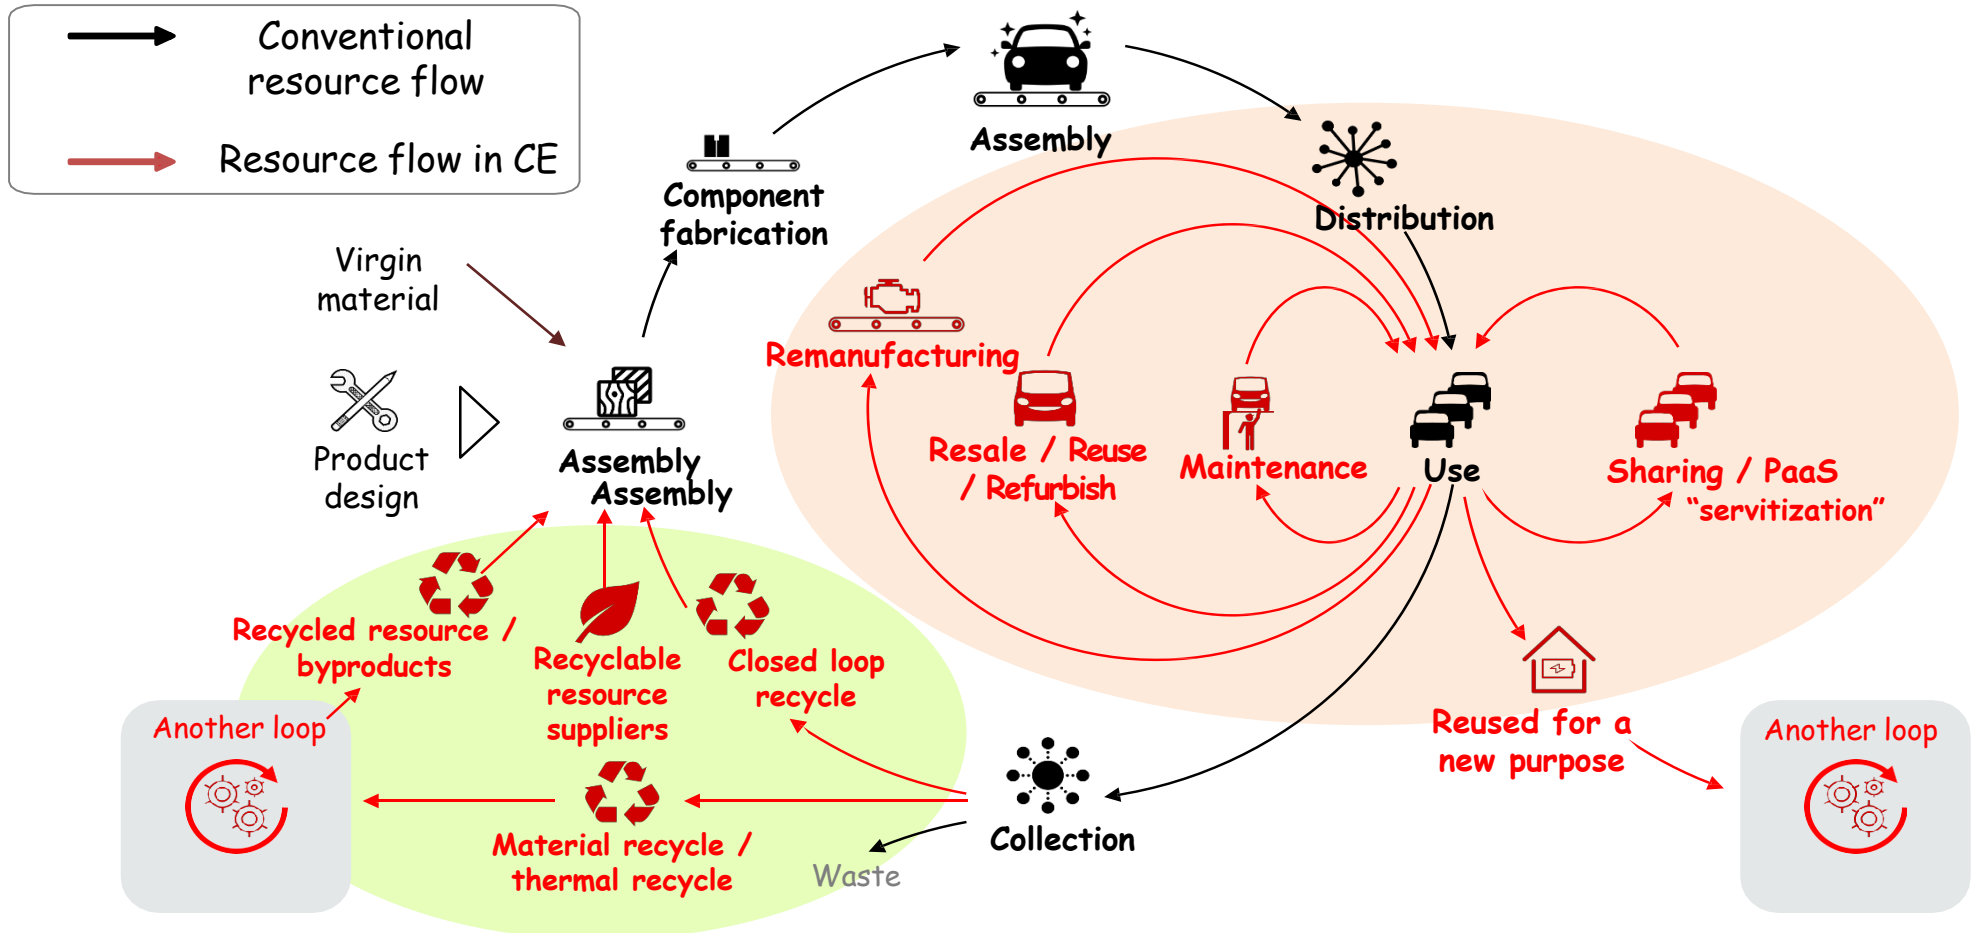 Conventional
resource flow
Resource flow in CE
Assembly
Component
fabrication
Distribution
Virgin
material
Remanufacturing
Product
design
Assembly
Assembly
Resale / Reuse
/ Refurbish
Maintenance
Use
Sharing / PaaS
“servitization”
Recycled resource /
byproducts
Recyclable
resource
suppliers
Closed loop
recycle
Another loop
Material recycle /
thermal recycle
Waste
Collection
Reused for a
new purpose
Another loop